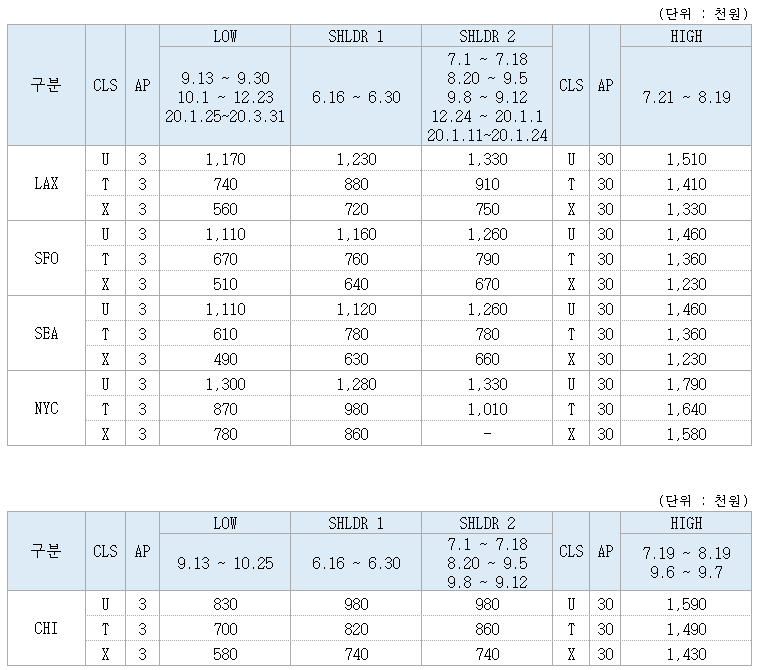 (단위 : 천원)
구분 CLS AP LOW SHLDR 1 SHLDR 2 CLS AP HIGH
9.13 ~ 9.30
10.1 ~ 12.23
20.1.25~20.3.31
6.16 ~ 6.30
7.1 ~ 7.18
8.20 ~ 9.5
9.8 ~ 9.12
12.24 ~ 20.1.1
20.1.11~20.1.24
7.21 ~ 8.19
LAX U 3 1,170 1,230 1,330 U 30 1,510
T 3 740 880 910 T 30 1,410
X 3 560 720 750 X 30 1,330
SFO U 3 1,110 1,160 1,260 U 30 1,460
T 3 670 760 790 T 30 1,360
X 3 510 640 670 X 30 1,230
SEA U 3 1,110 1,120 1,260 U 30 1,460
T 3 610 780 780 T 30 1,360
X 3 490 630 660 X 30 1,230
NYC U 3 1,300 1,280 1,330 U 30 1,790
T 3 870 980 1,010 T 30 1,640
X 3 780 860 - X 30 1,580
(단위 : 천원)
구분 CLS AP LOW SHLDR 1 SHLDR 2 CLS AP HIGH
9.13 ~ 10.25
6.16 ~ 6.30
7.1 ~ 7.18
8.20 ~ 9.5
9.8 ~ 9.12
7.19 ~ 8.19
9.6 ~ 9.7
CHI U 3 830 980 980 U 30 1,590
T 3 700 820 860 T 30 1,490
X 3 580 740 740 X 30 1,430